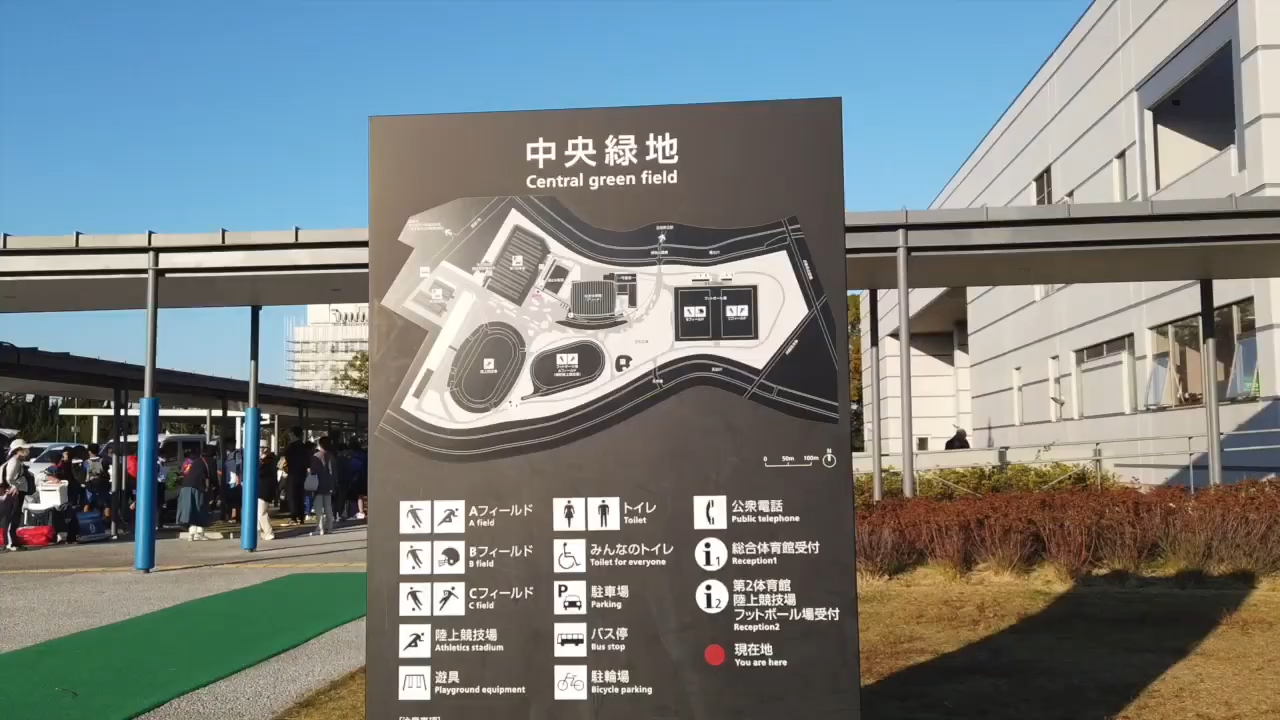 中央緑地
Central green field
0 50m 100m
N
Aフィールド
A field
Bフィールド
B field
Cフィールド
C field
陸上競技場
Athletics stadium
遊具
Playground equipment
トイレ
Toilet
みんなのトイレ
Toilet for everyone
P
駐車場
Parking
バス停
Bus stop
駐輪場
Bicycle parking
公衆電話
Public telephone
i1
総合体育館受付
Reception1
i2
第2体育館
陸上競技場
フットボール場受付
Reception2
現在地
You are here